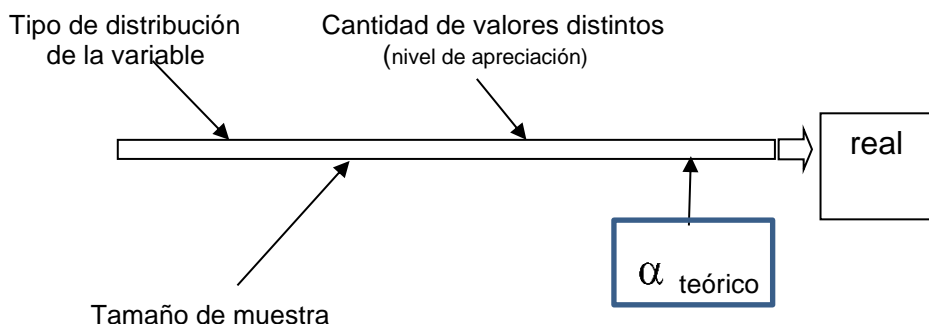 Tipo de distribución
de la variable
Cantidad de valores distintos
(nivel de apreciación)
real
α teórico
Tamaño de muestra